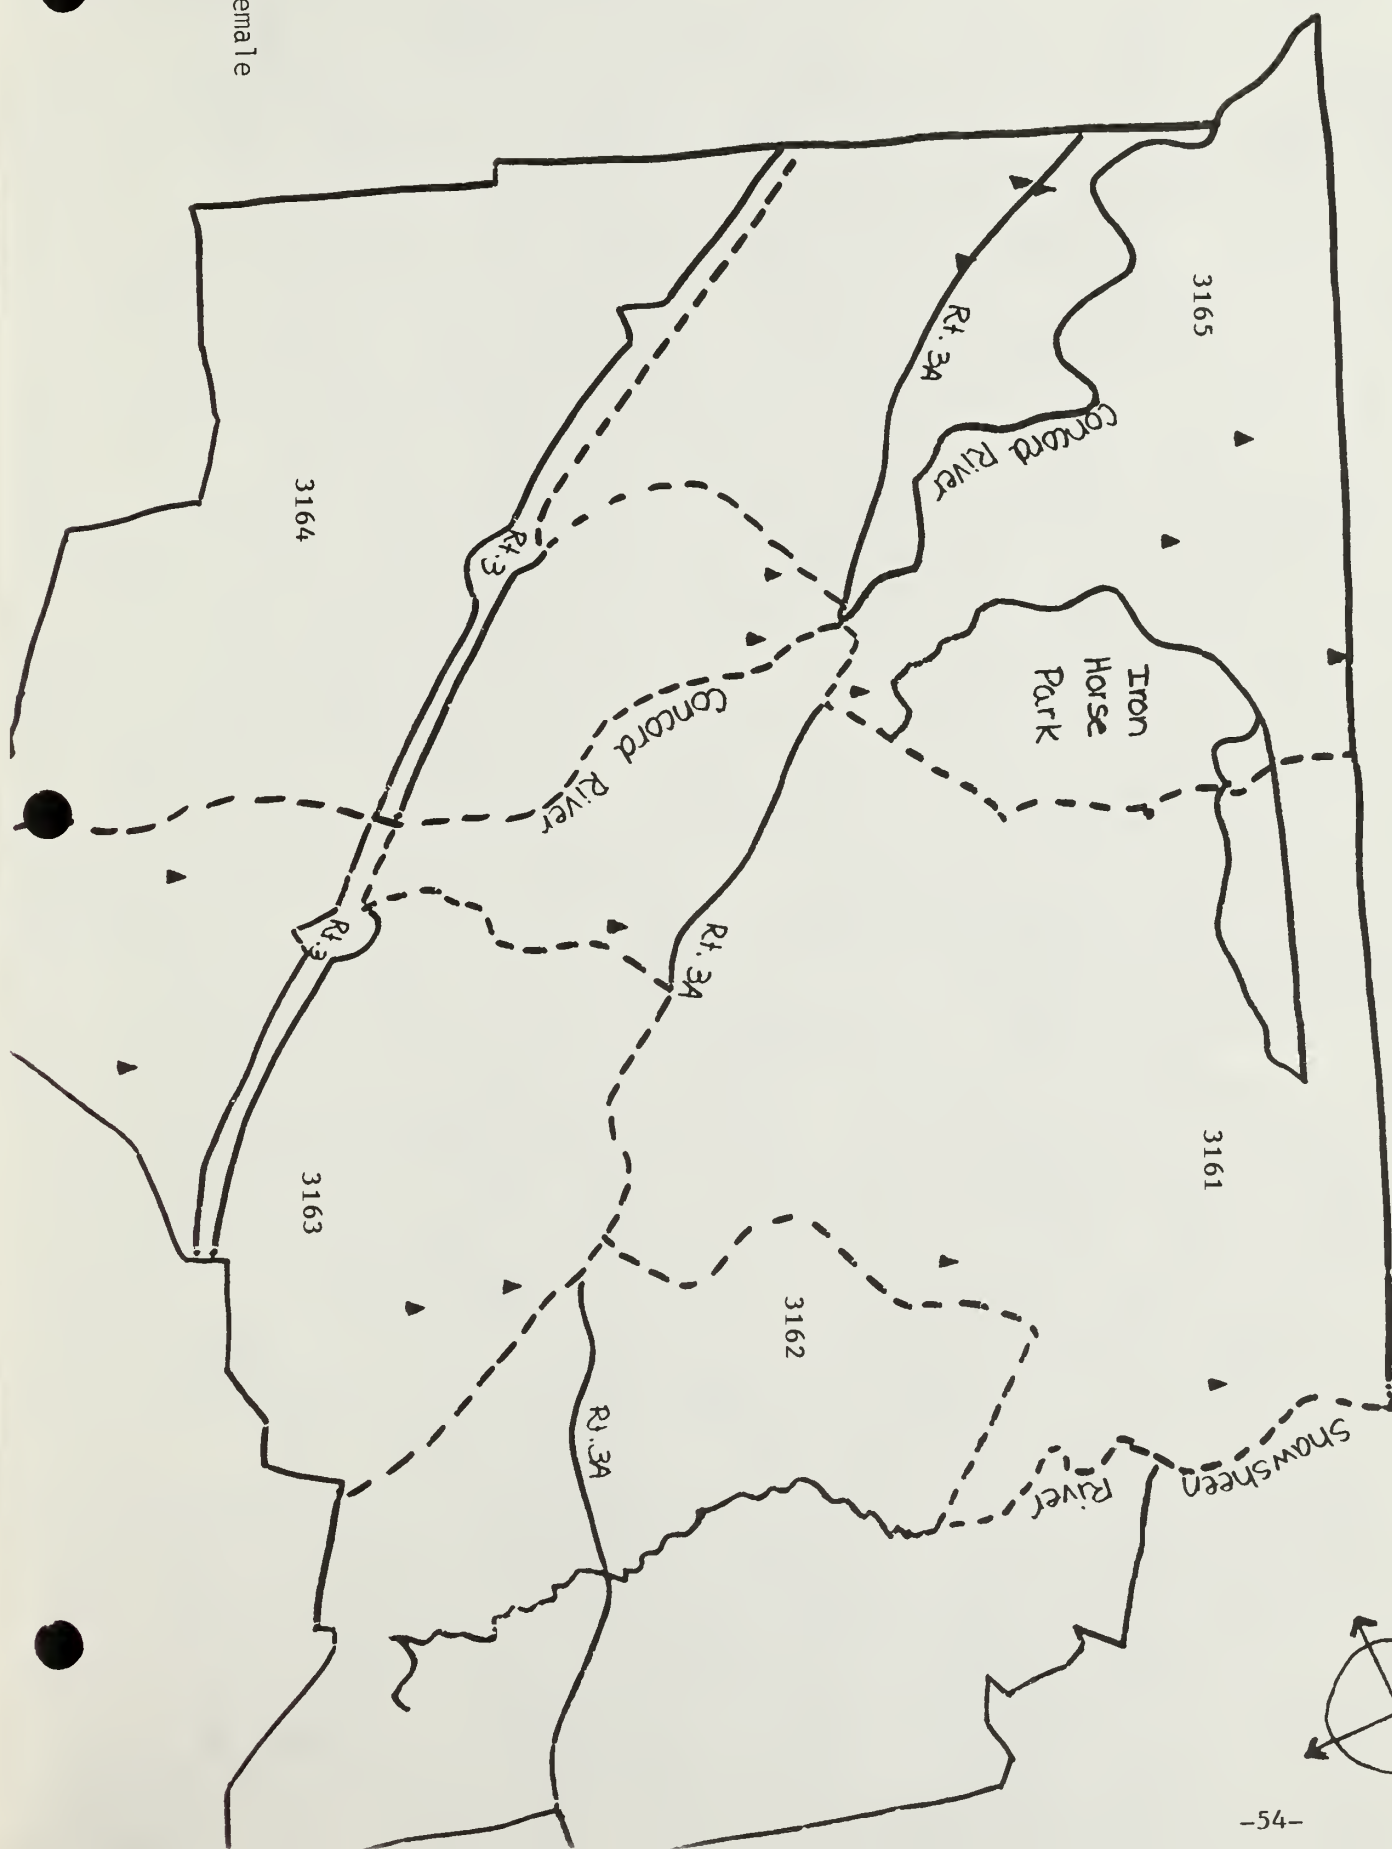 emale
3165
Rt. 3A
Concord River
3164
Rt. 3
Iron
Horse
Park
Concord River
Rt. 3A
Rt. 3
3161
3163
3162
Rt. 3A
Shawsheen River
-54-